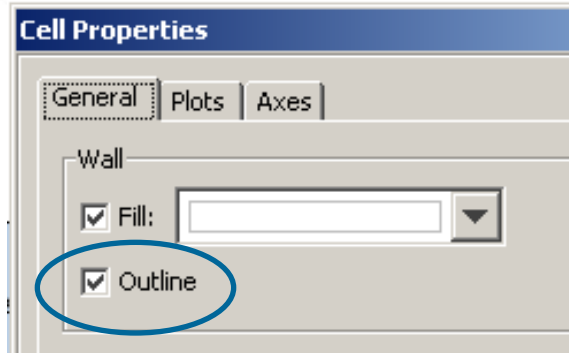 Cell Properties
General Plots Axes
Wall
Fill:
Outline